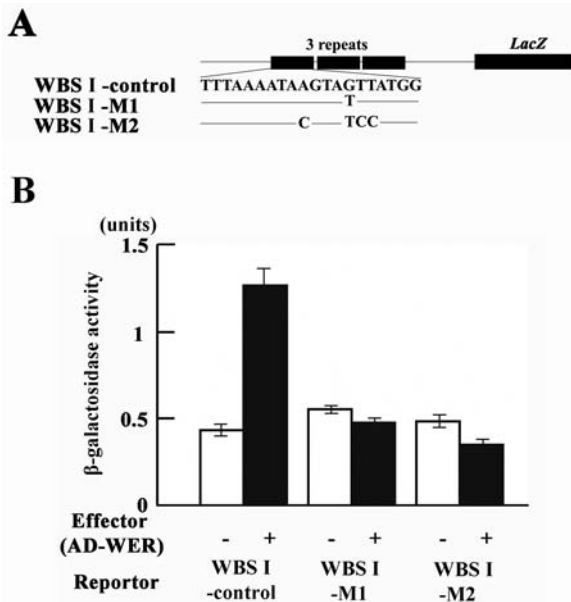 A
3 repeats
LacZ
WBS I -control
TTTAAAATAAGTAGTTATGG
WBS I -M1
T
WBS I -M2
C
TCC
B
(units)
1.5
1
0.5
0
β-galactosidase activity
Effector - + - + - +
(AD-WER)
Reportor WBS I WBS I WBS I
-control -M1 -M2